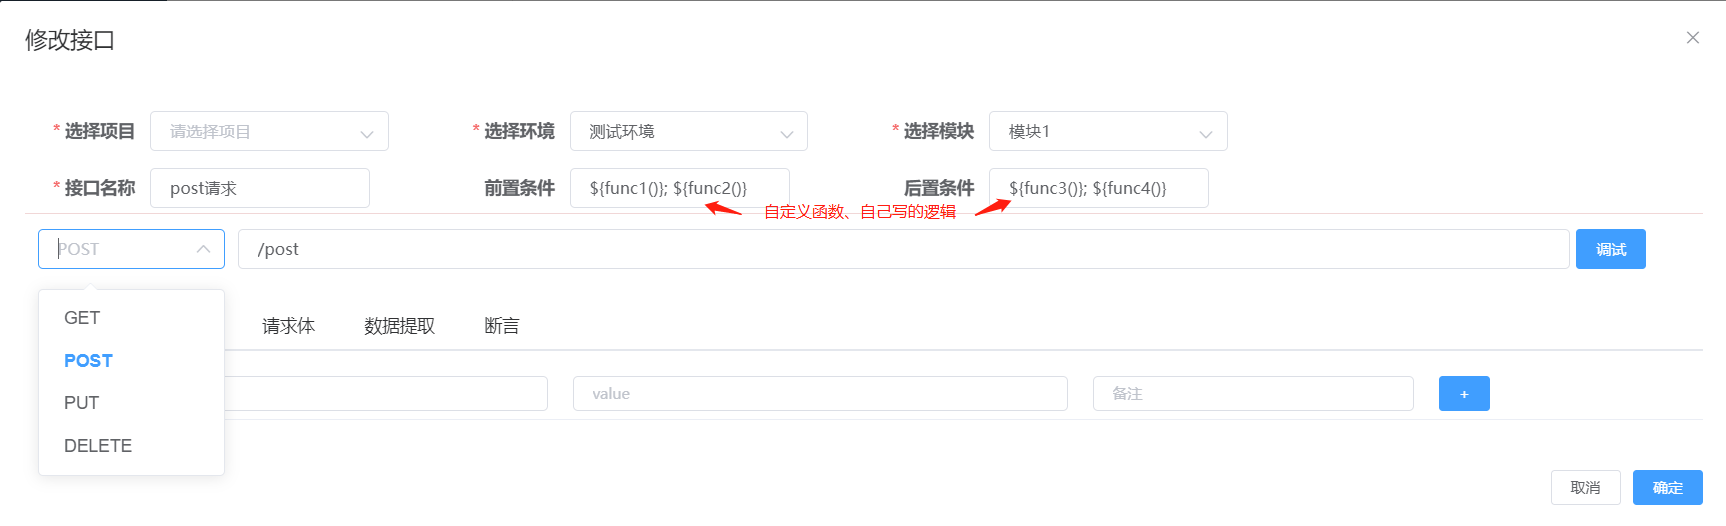 修改接口
* 选择项目 请选择项目 * 选择环境 测试环境 * 选择模块 模块1
* 接口名称 post请求 前置条件 ${func1()}; ${func2()} 后置条件 ${func3()}; ${func4()}
自定义函数、自己写的逻辑
POST /post 调试
GET
请求体 数据提取 断言
POST
value 备注 +
PUT
DELETE
取消 确定